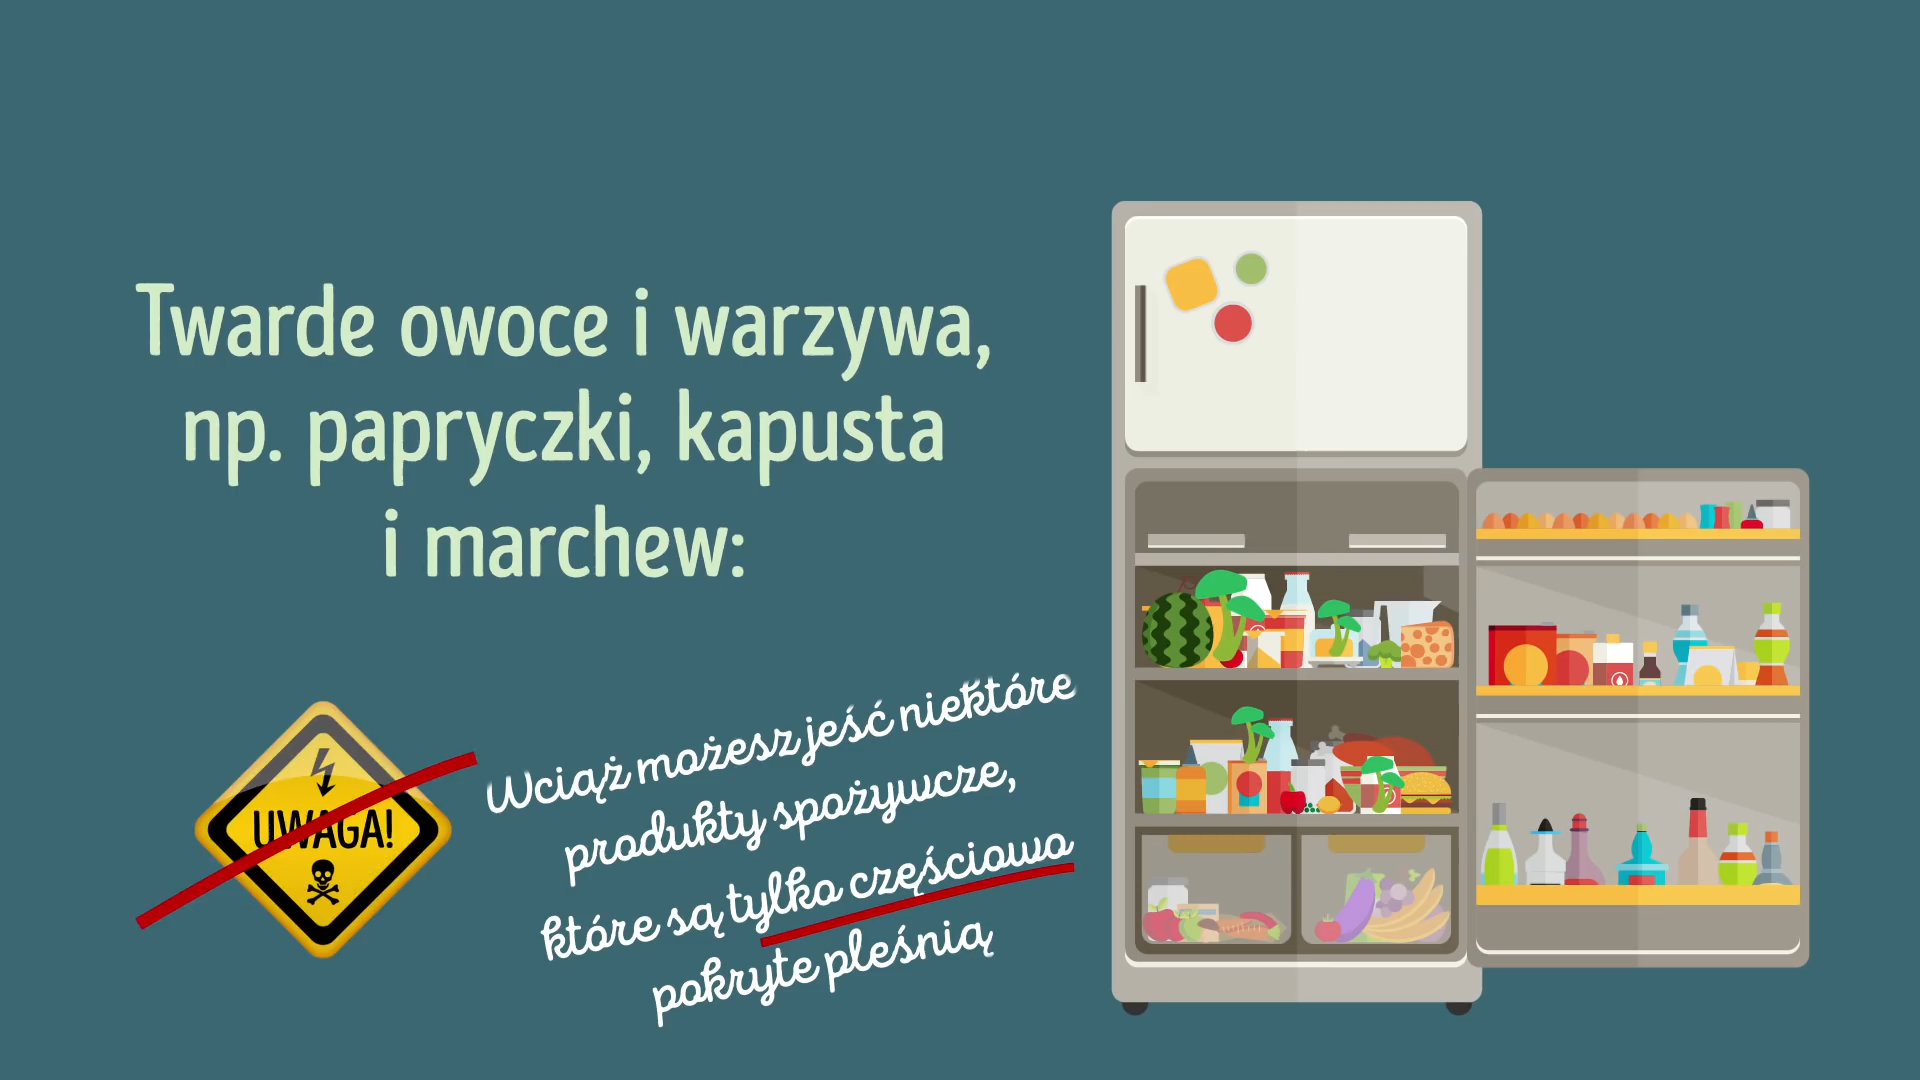 Twarde owoce i warzywa,
np. papryczki, kapusta
i marchew:
UWAGA!
Wciąż możesz jeść niektóre
produkty spożywcze,
które są tylko częściowo
pokryte pleśnią